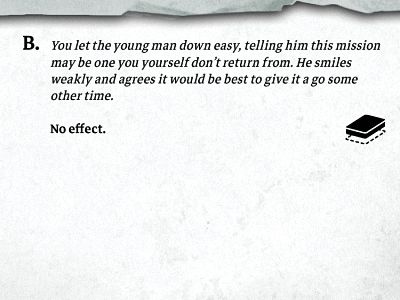 B. You let the young man down easy, telling him this mission
may be one you yourself don't return from. He smiles
weakly and agrees it would be best to give it a go some
other time.
No effect.